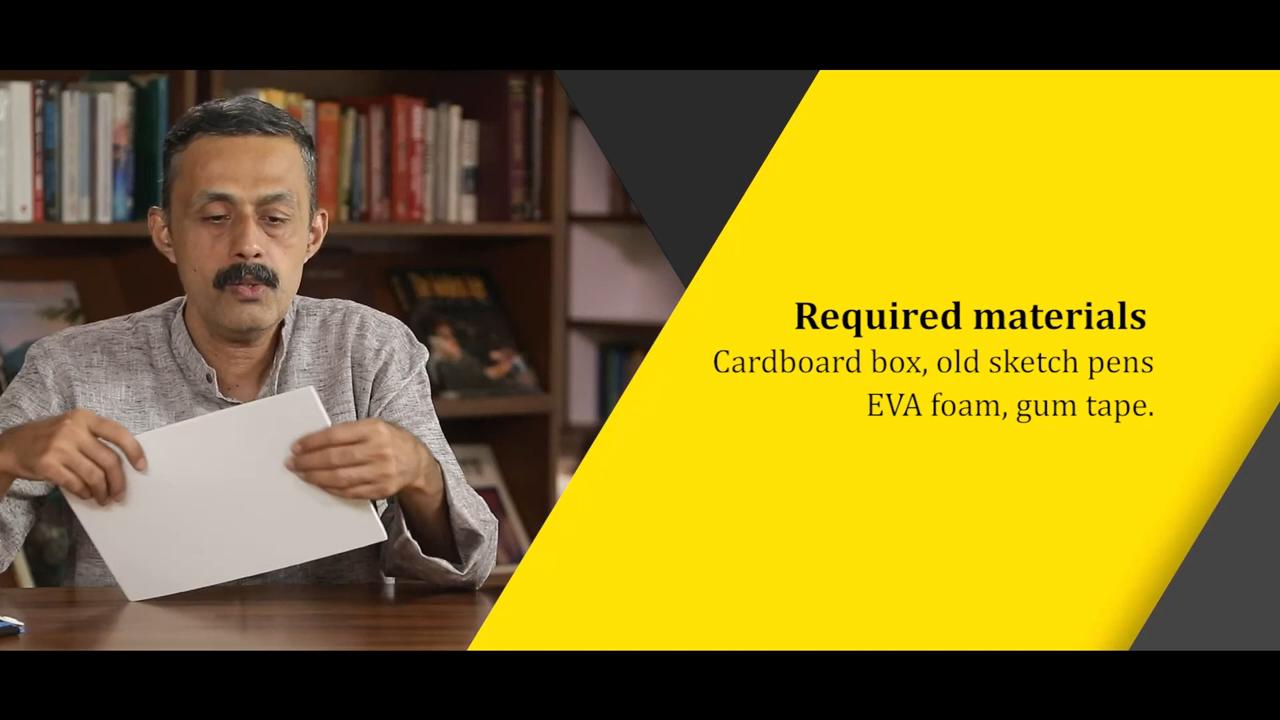 Required materials
Cardboard box, old sketch pens
EVA foam, gum tape.